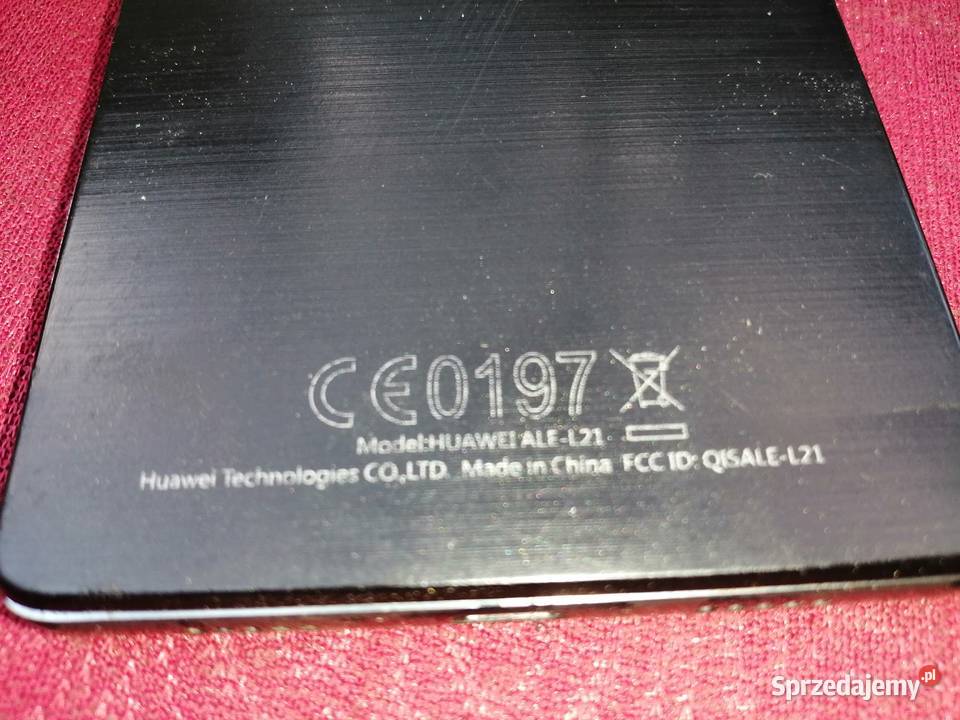 CE0197
Model:HUAWEI ALE-L21
Huawei Technologies CO.,LTD. Made in China FCC ID: QISALE-L21
Sprzedajemy.pl